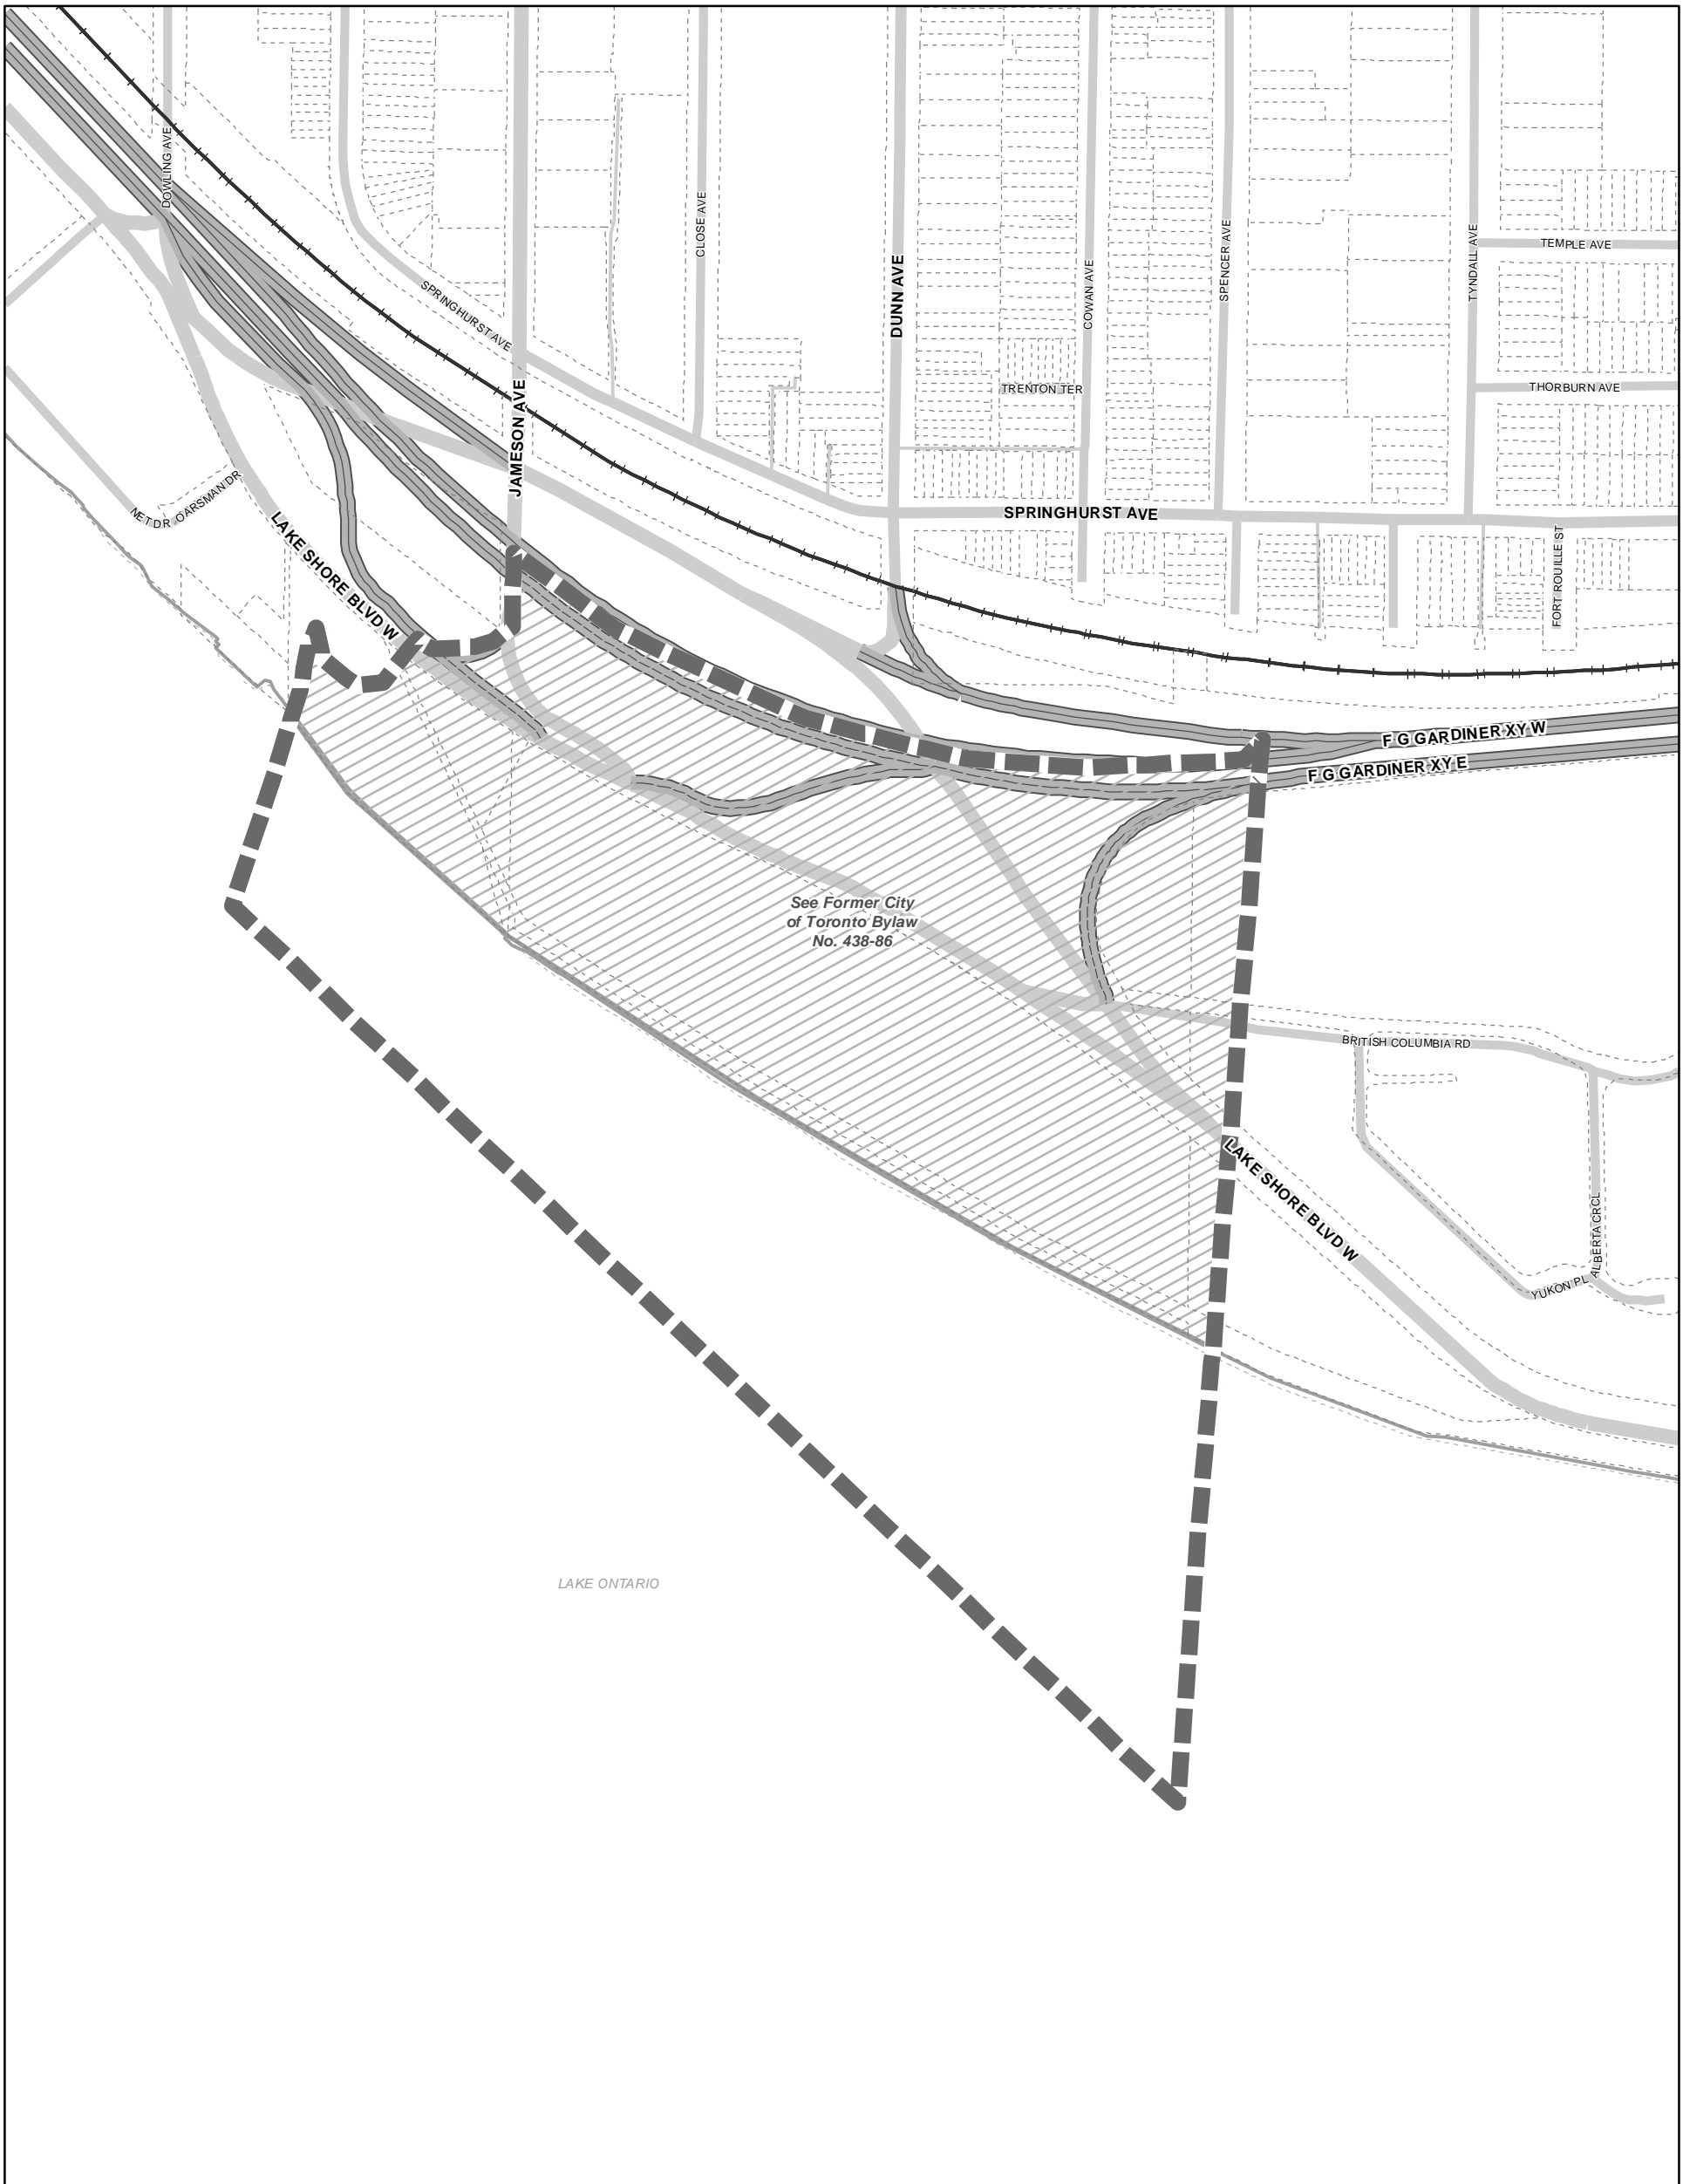 DOWLING AVE
CLOSE AVE
SPENCER AVE
TYNDALL AVE
TEMPLE AVE
DUNN AVE
COWAN AVE
SPRINGHURST AVE
JAMESON AVE
TRENTON TER
THORBURN AVE
NET DR
OARSMAN DR
SPRINGHURST AVE
LAKE SHORE BLVD W
FORT ROUILLE ST
F G GARDINER XY W
F G GARDINER XY E
See Former City
of Toronto Bylaw
No. 438-86
BRITISH COLUMBIA RD
LAKE SHORE BLVD W
ALBERTA CRCL
YUKON PL
LAKE ONTARIO